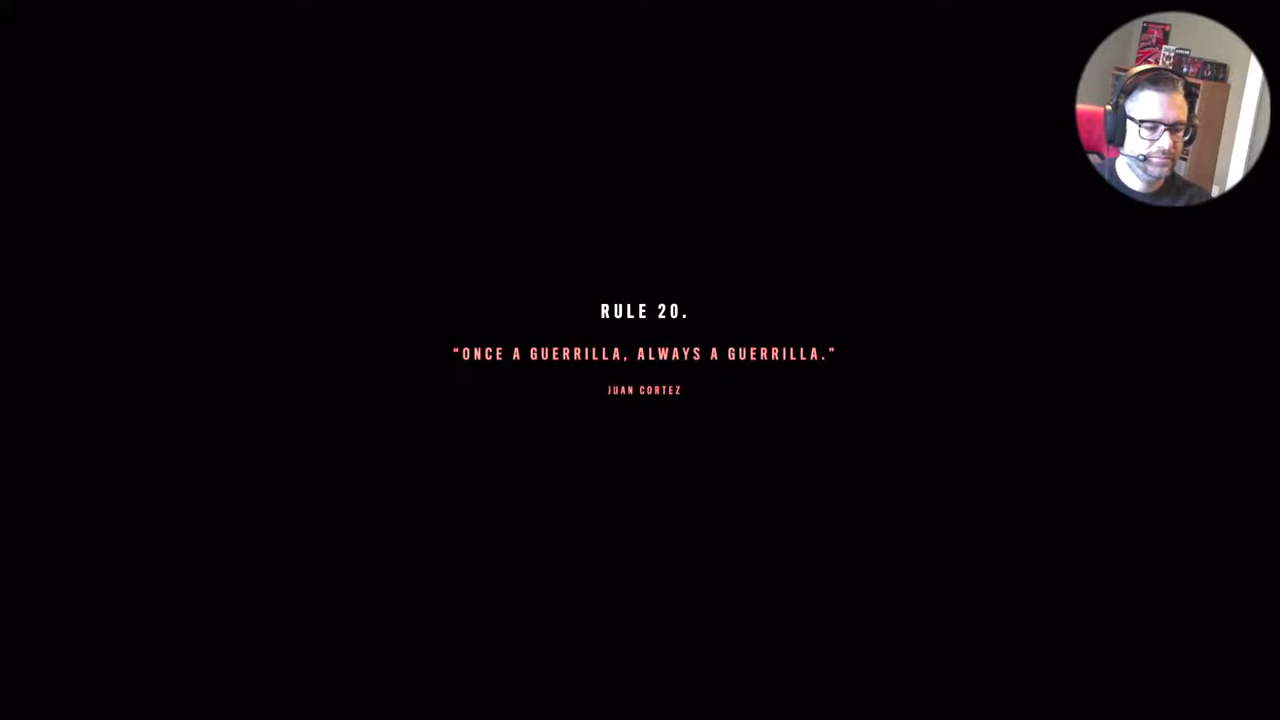 RULE 20.
“ONCE A GUERRILLA, ALWAYS A GUERRILLA.”
JUAN CORTEZ